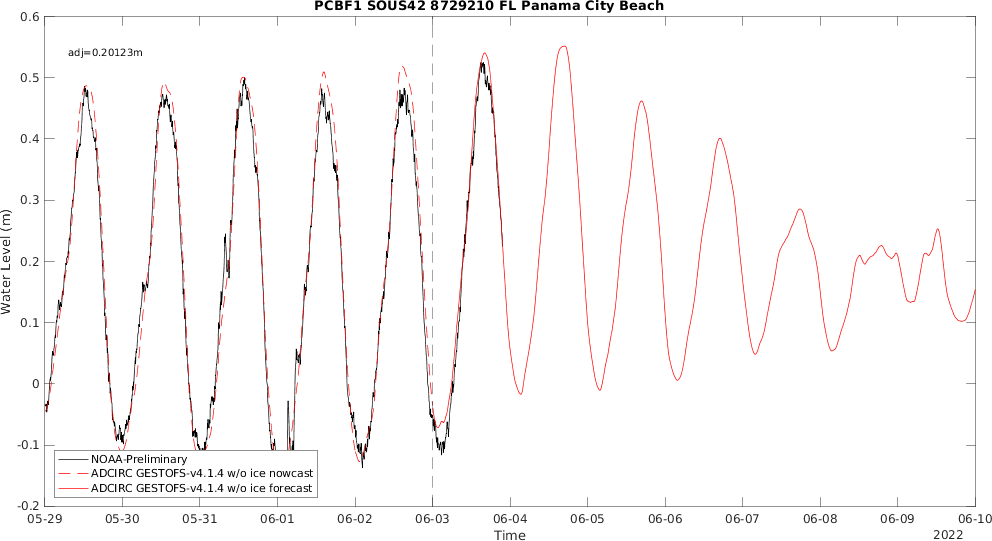 PCBF1 SOUS42 8729210 FL Panama City Beach
adj=0.20123m
Water Level (m)
0.6
0.5
0.4
0.3
0.2
0.1
0
-0.1
-0.2
NOAA-Preliminary
ADCIRC GESTOFS-v4.1.4 w/o ice nowcast
ADCIRC GESTOFS-v4.1.4 w/o ice forecast
05-29 05-30 05-31 06-01 06-02 06-03 06-04 06-05 06-06 06-07 06-08 06-09 06-10
Time
2022